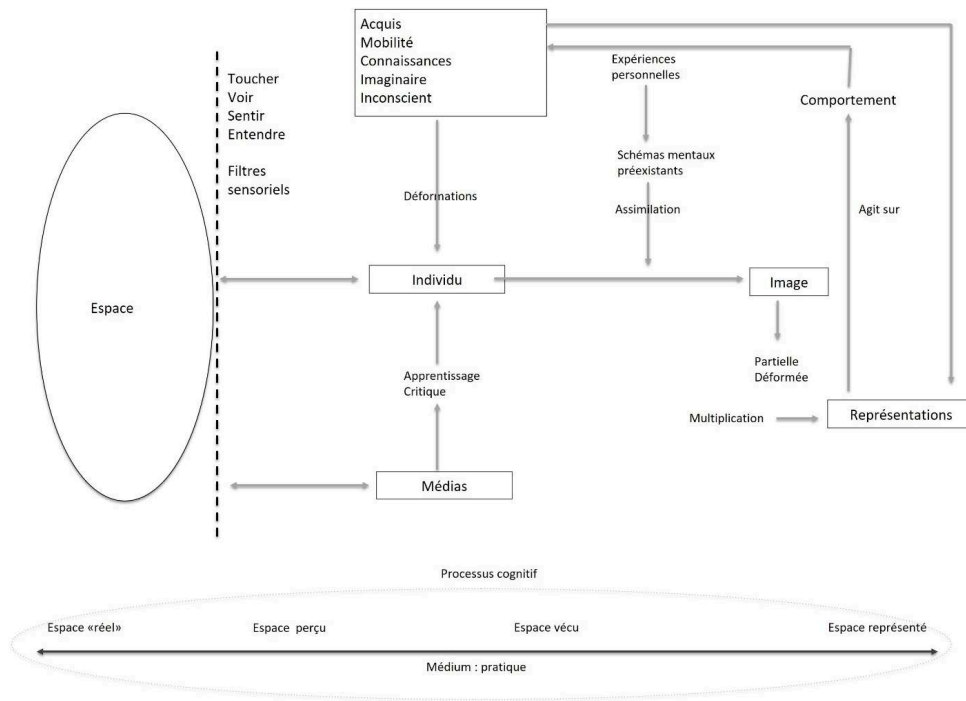 Acquis
Mobilité
Connaissances
Imaginaire
Inconscient
Toucher
Voir
Sentir
Entendre
Filtres
sensoriels
Expériences
personnelles
Comportement
Schémas mentaux
préexistants
Déformations
Assimilation
Agit sur
Espace
Individu
Image
Partielle
Déformée
Apprentissage
Critique
Multiplication
Représentations
Médias
Processus cognitif
Espace «réel»
Espace perçu
Espace vécu
Espace représenté
Médium : pratique